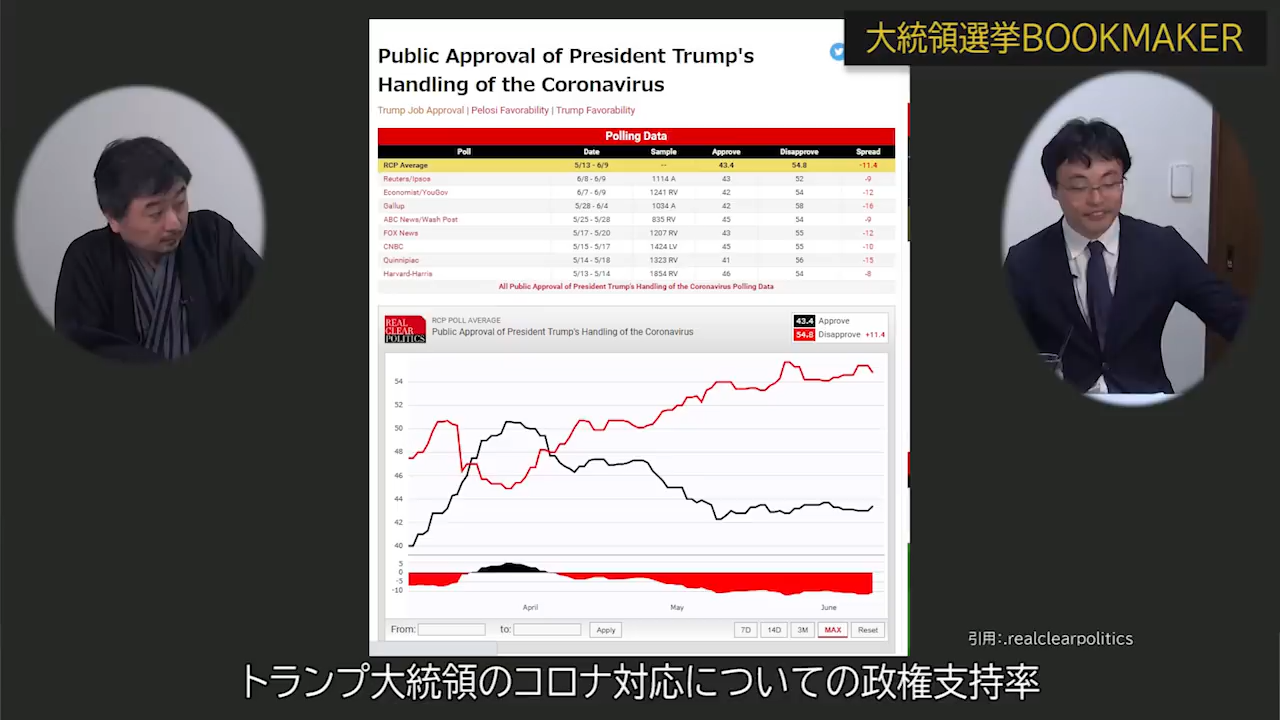 大統領選挙BOOKMAKER
Public Approval of President Trump's
Handling of the Coronavirus
Trump Job Approval | Pelosi Favorability | Trump Favorability
Polling Data
Poll Date Sample Approve Disapprove Spread
RCP Average 5/13 - 6/9 -- 43.4 54.8 -11.4
Reuters/Ipsos 6/8 - 6/9 1114 A 43 52 -9
Economist/YouGov 6/7 - 6/9 1241 RV 42 54 -12
Gallup 5/28 - 6/4 1034 A 42 58 -16
ABC News/Wash Post 5/25 - 5/28 835 RV 45 54 -9
FOX News 5/17 - 5/20 1207 RV 43 55 -12
CNBC 5/15 - 5/17 1424 LV 45 55 -10
Quinnipiac 5/14 - 5/18 1323 RV 41 56 -15
Harvard-Harris 5/13 - 5/14 1854 RV 46 54 -8
All Public Approval of President Trump's Handling of the Coronavirus Polling Data
REAL
CLEAR
POLITICS
RCP POLL AVERAGE
Public Approval of President Trump's Handling of the Coronavirus
43.4 Approve
54.8 Disapprove +11.4
54
52
50
48
46
44
42
40
5
0
-5
-10
April May June
From: to: Apply 7D 14D 3M MAX Reset
引用:.realclearpolitics
トランプ大統領のコロナ対応についての政権支持率